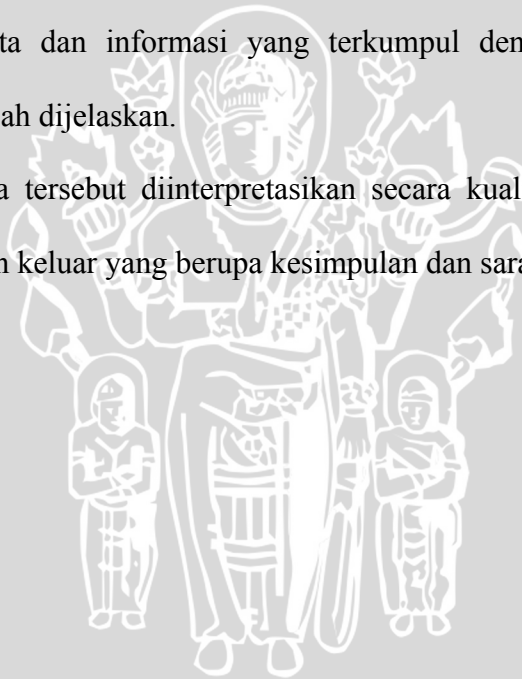 ta dan informasi yang terkumpul den
ah dijelaskan.
a tersebut diinterpretasikan secara kual
n keluar yang berupa kesimpulan dan sara